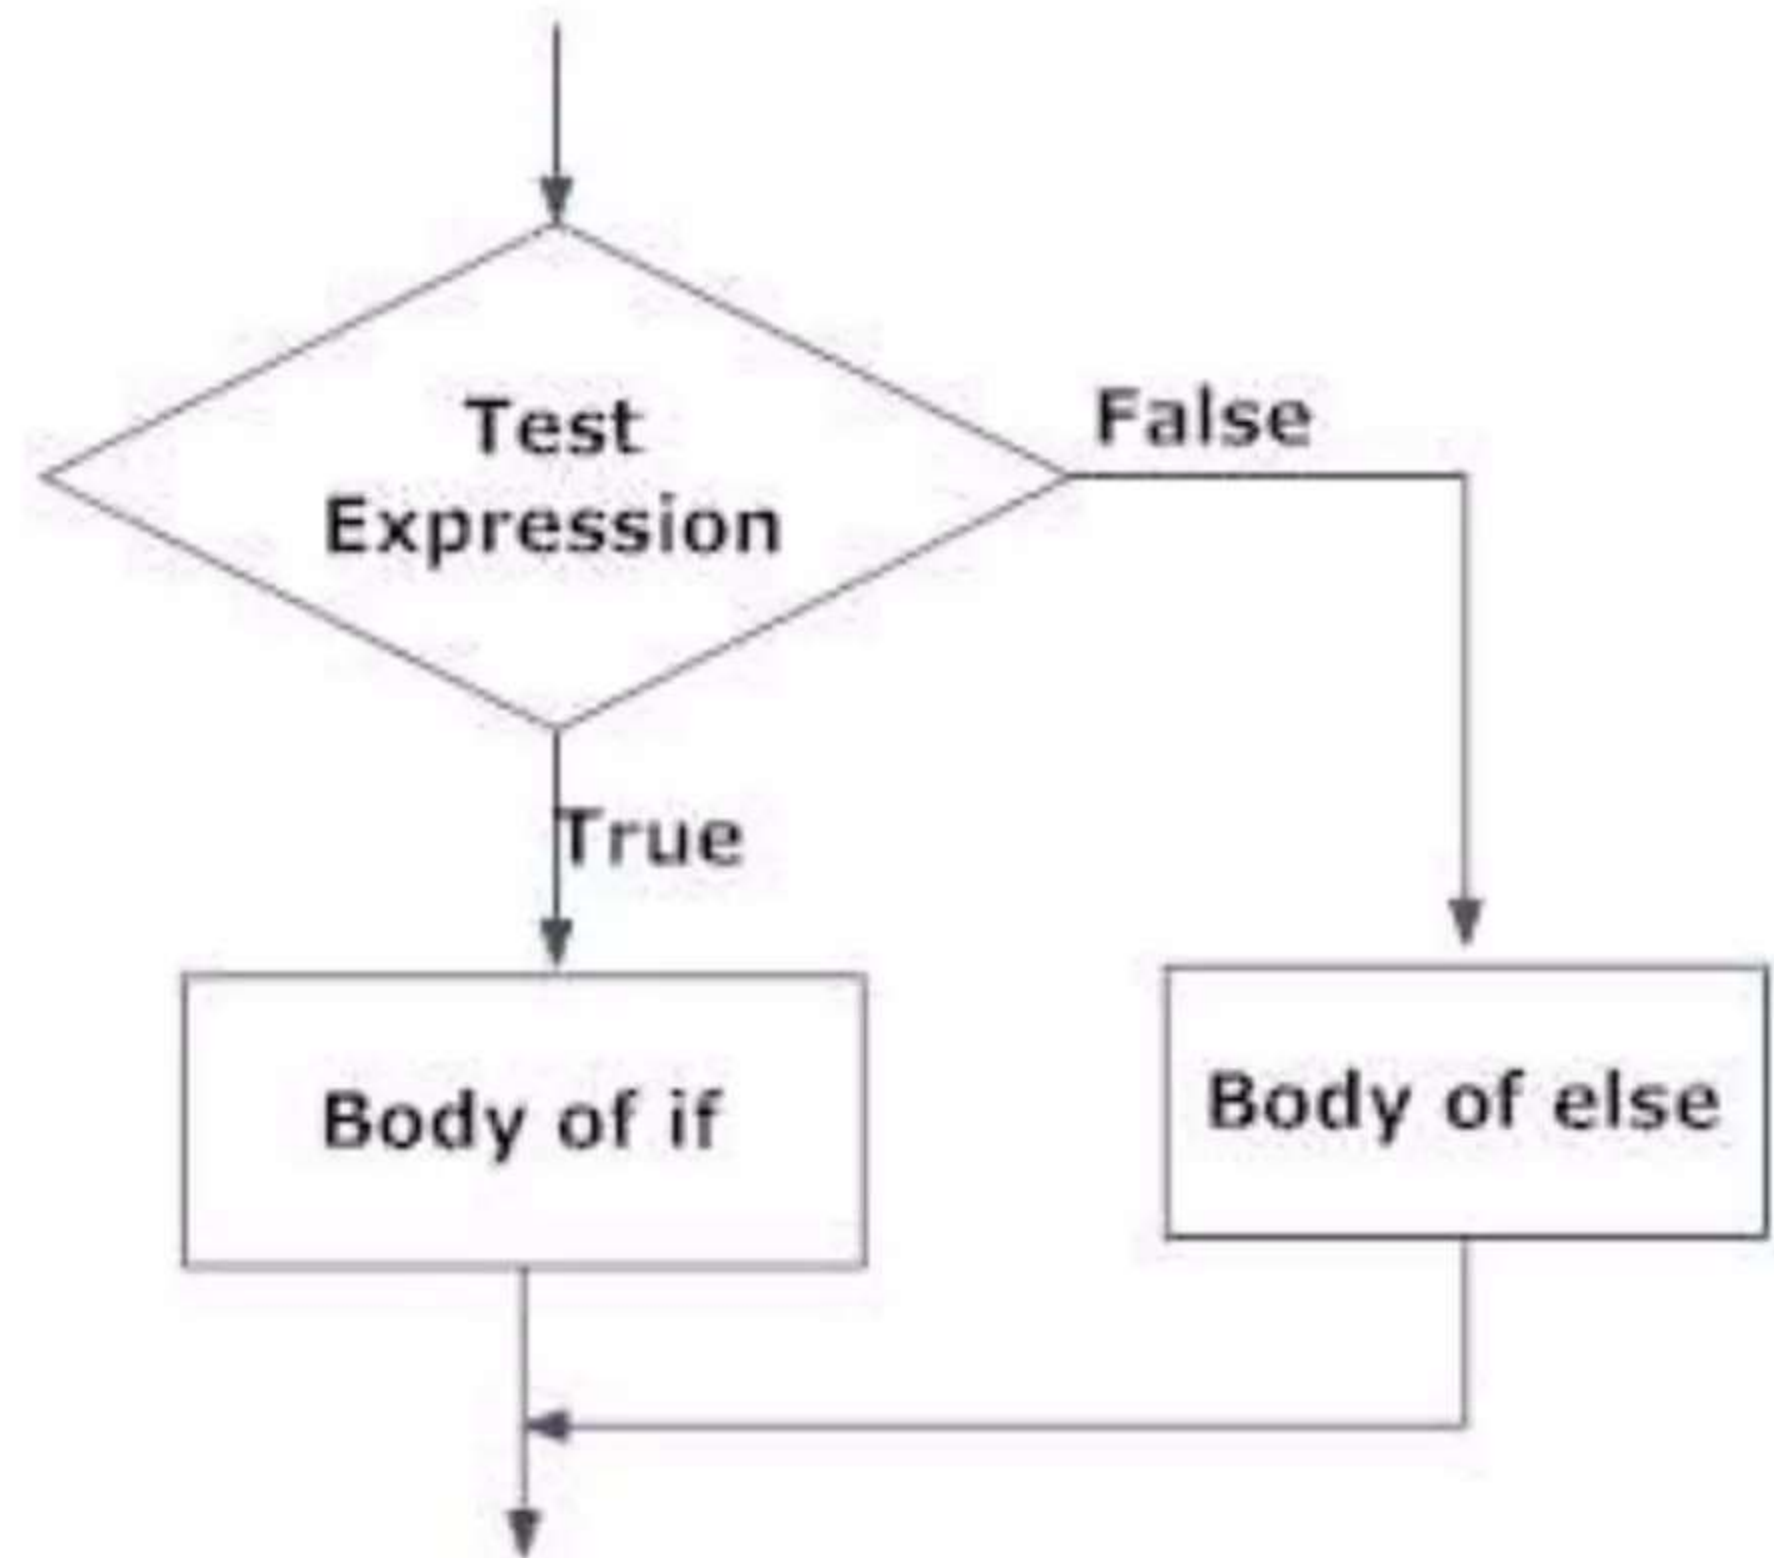 Test
Expression
False
True
Body of if
Body of else